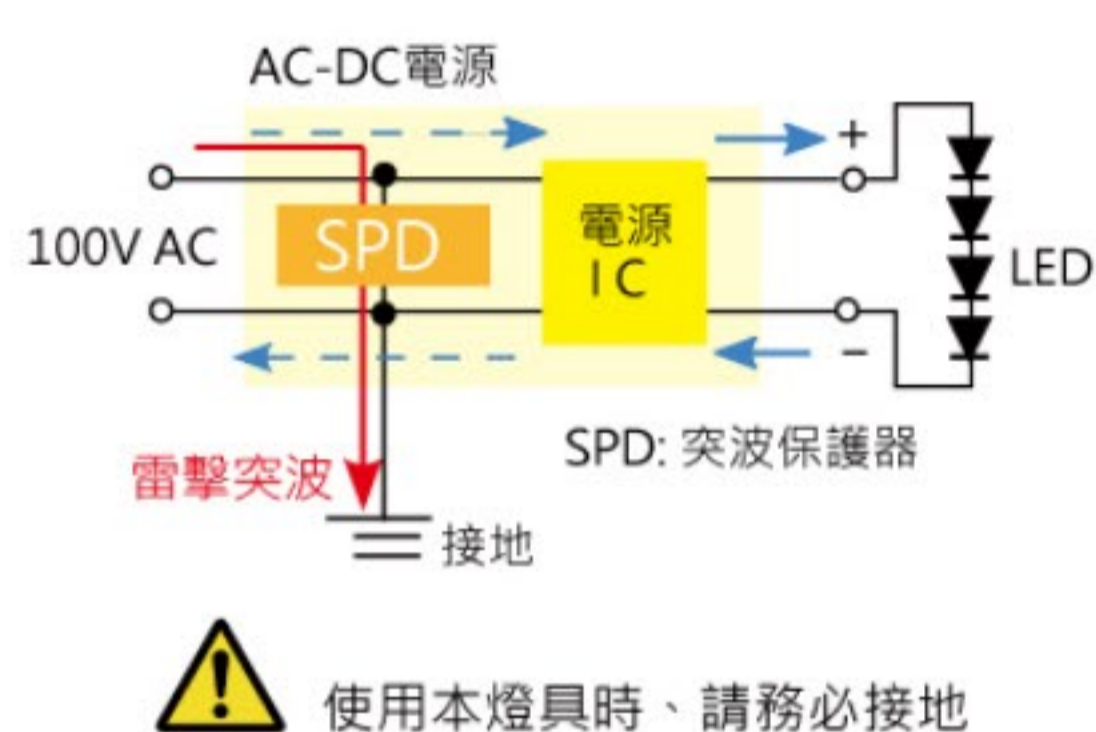 AC-DC電源
100V AC
SPD
電源
IC
+
−
LED
SPD: 突波保護器
雷擊突波
接地
使用本燈具時、請務必接地